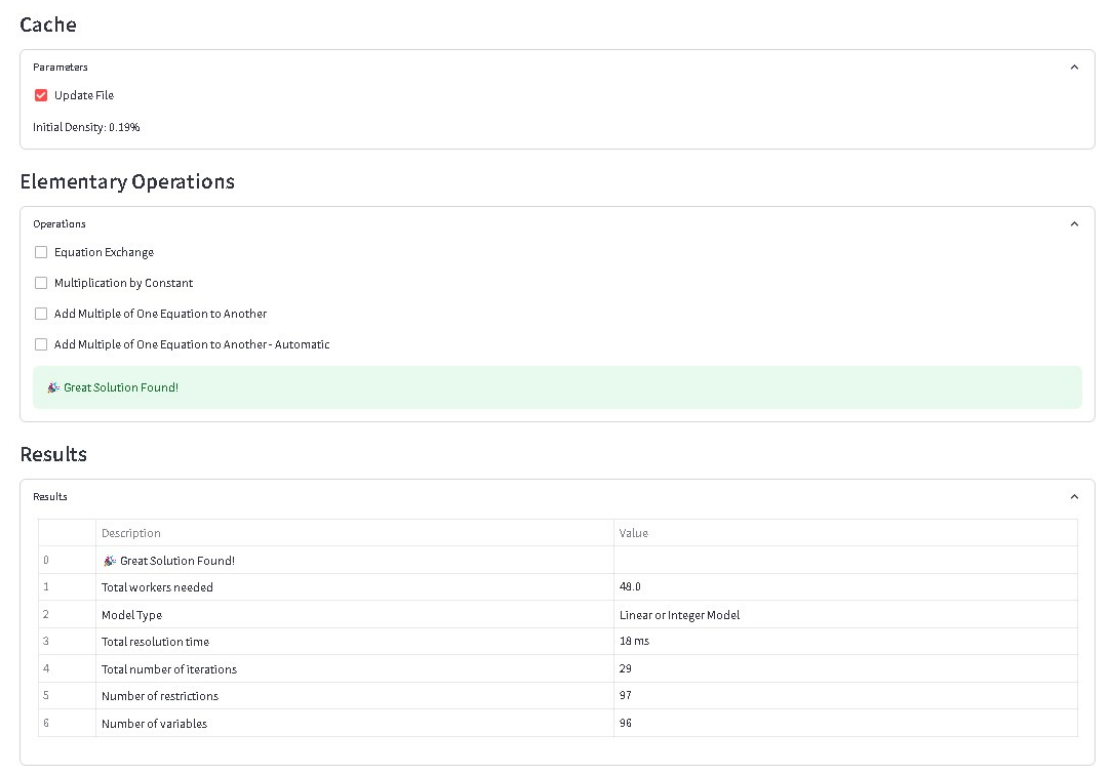 Cache
Parameters
Update File
Initial Density: 0.19%
Elementary Operations
Operations
Equation Exchange
Multiplication by Constant
Add Multiple of One Equation to Another
Add Multiple of One Equation to Another - Automatic
🎉 Great Solution Found!
Results
Results
Description Value
0 🎉 Great Solution Found!
1 Total workers needed 48.0
2 Model Type Linear or Integer Model
3 Total resolution time 18 ms
4 Total number of iterations 29
5 Number of restrictions 97
6 Number of variables 96